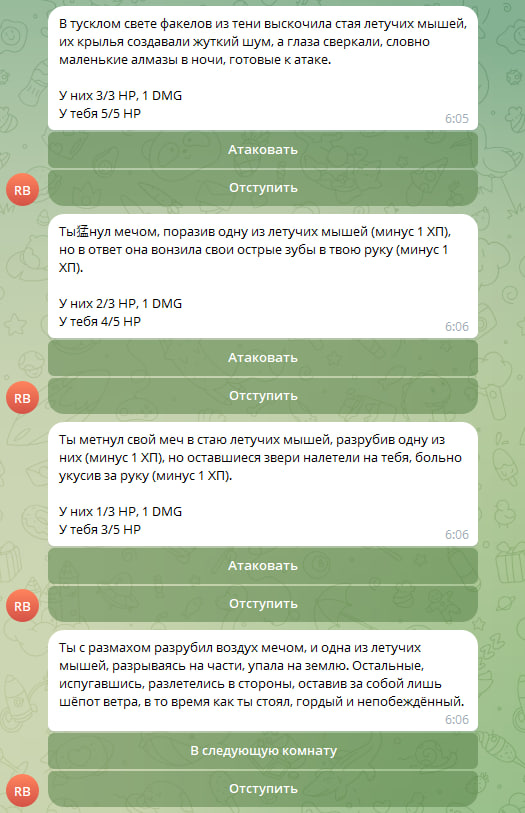 В тусклом свете факелов из тени выскочила стая летучих мышей,
их крылья создавали жуткий шум, а глаза сверкали, словно
маленькие алмазы в ночи, готовые к атаке.
У них 3/3 HP, 1 DMG
У тебя 5/5 HP
6:05
Атаковать
Отступить
RB
Ты猛нул мечом, поразив одну из летучих мышей (минус 1 ХП),
но в ответ она вонзила свои острые зубы в твою руку (минус 1
ХП).
У них 2/3 HP, 1 DMG
У тебя 4/5 HP
6:06
Атаковать
Отступить
RB
Ты метнул свой меч в стаю летучих мышей, разрубив одну из
них (минус 1 ХП), но оставшиеся звери налетели на тебя, больно
укусив за руку (минус 1 ХП).
У них 1/3 HP, 1 DMG
У тебя 3/5 HP
6:06
Атаковать
Отступить
RB
Ты с размахом разрубил воздух мечом, и одна из летучих
мышей, разрываясь на части, упала на землю. Остальные,
испугавшись, разлетелись в стороны, оставив за собой лишь
шёпот ветра, в то время как ты стоял, гордый и непобеждённый.
6:06
В следующую комнату
Отступить
RB